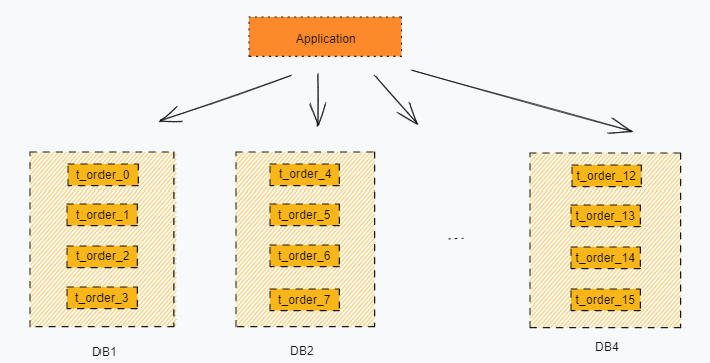 Application
t_order_0
t_order_1
t_order_2
t_order_3
DB1
t_order_4
t_order_5
t_order_6
t_order_7
DB2
...
t_order_12
t_order_13
t_order_14
t_order_15
DB4